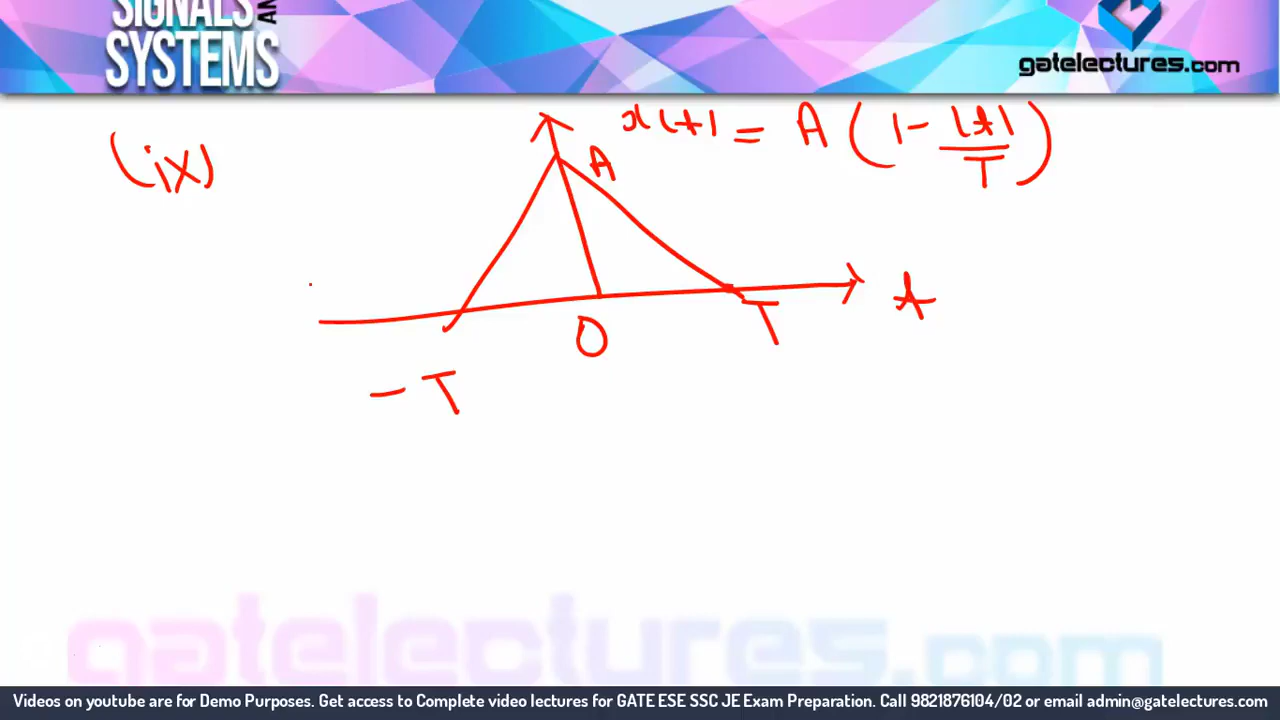 SIGNALS AND
SYSTEMS
gatelectures.com
(ix)
x(t) = A(1 - |t|/T)
A
t
0
T
-T
gatelectures.com
Videos on youtube are for Demo Purposes. Get access to Complete video lectures for GATE ESE SSC JE Exam Preparation. Call 9821876104/02 or email admin@gatelectures.com